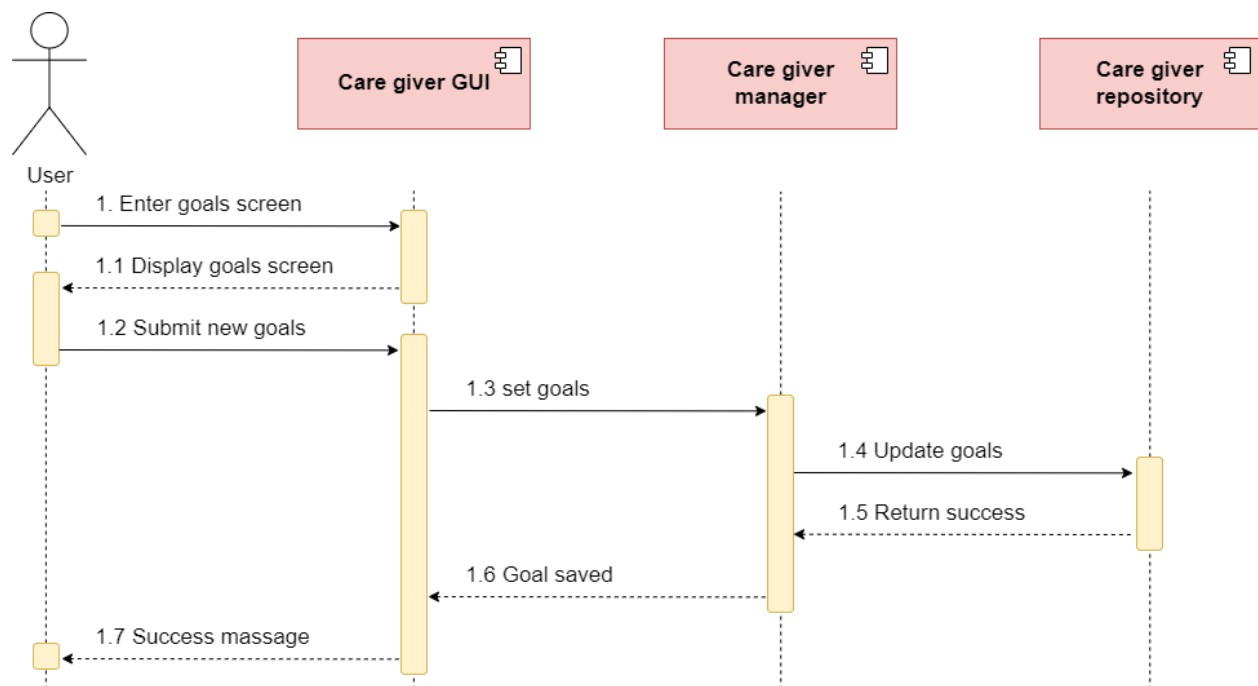 Care giver GUI
Care giver
manager
Care giver
repository
User
1. Enter goals screen
1.1 Display goals screen
1.2 Submit new goals
1.3 set goals
1.4 Update goals
1.5 Return success
1.6 Goal saved
1.7 Success massage